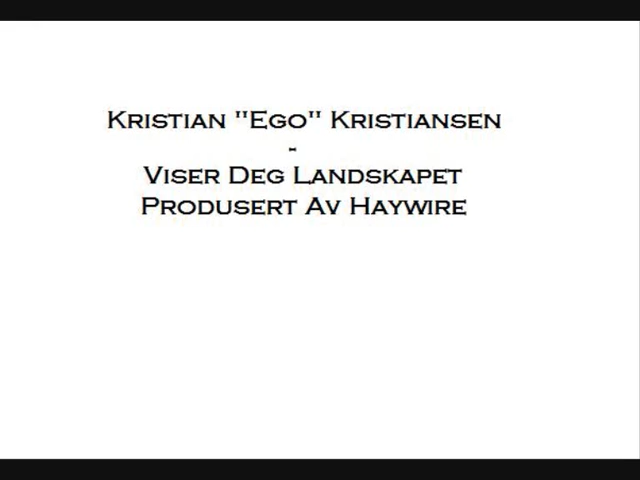 Kristian "Ego" Kristiansen
-
Viser Deg Landskapet
Produsert Av Haywire